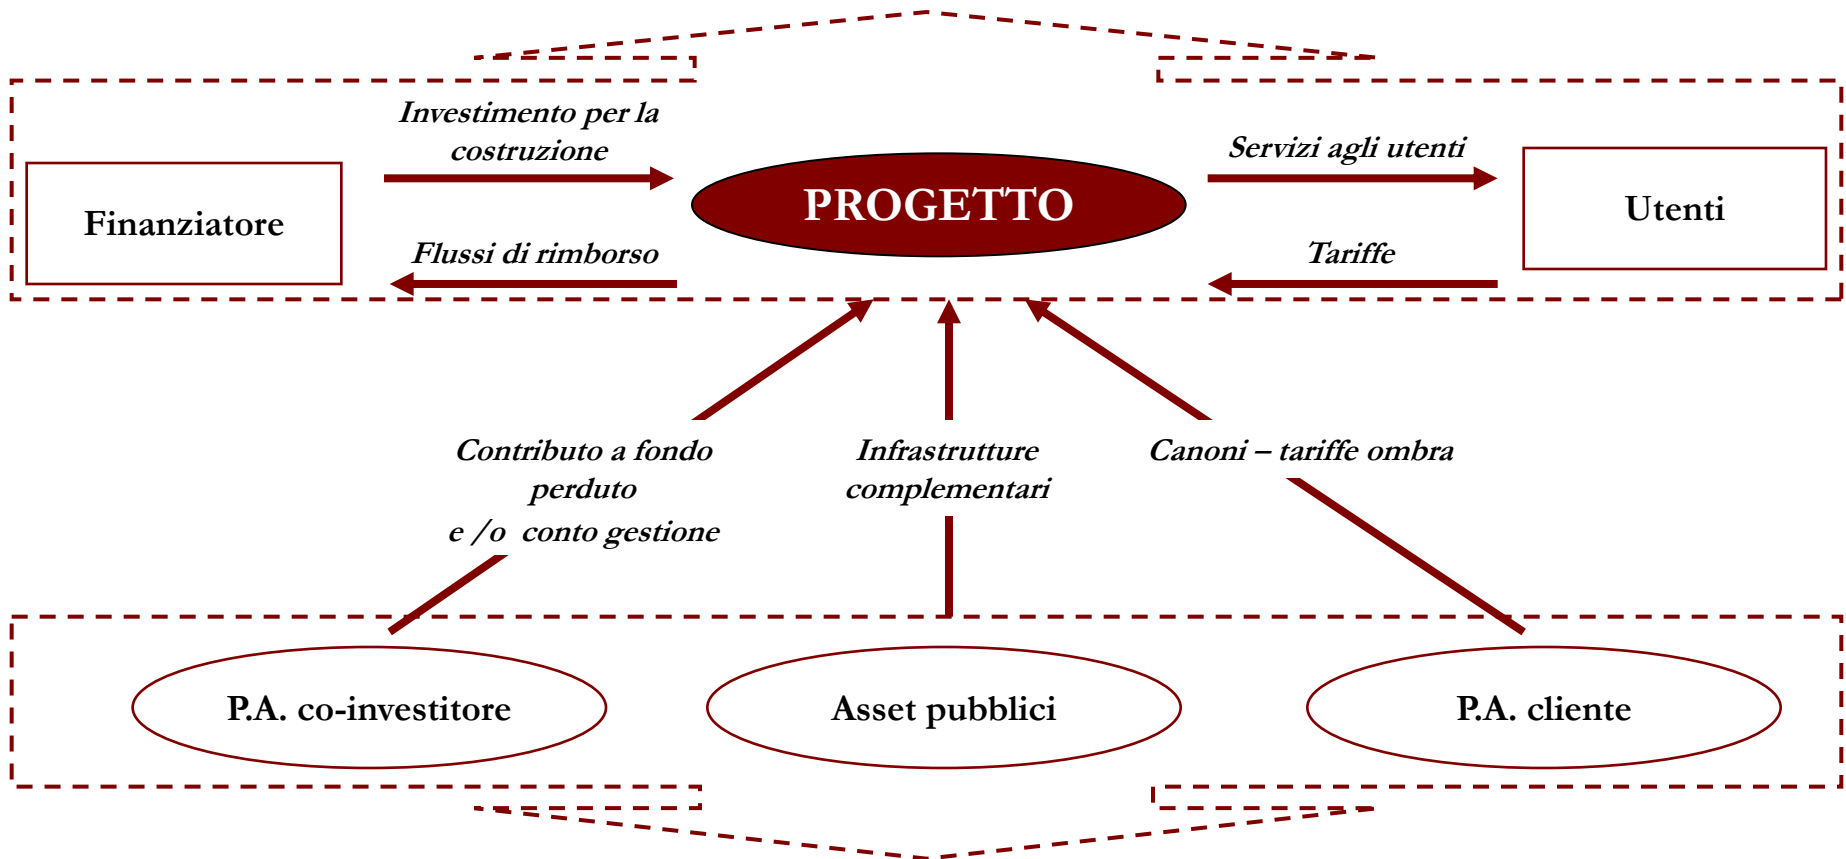 Investimento per la
costruzione
Servizi agli utenti
Finanziatore
PROGETTO
Utenti
Flussi di rimborso
Tariffe
Contributo a fondo
perduto
e /o conto gestione
Infrastrutture
complementari
Canoni – tariffe ombra
P.A. co-investitore
Asset pubblici
P.A. cliente